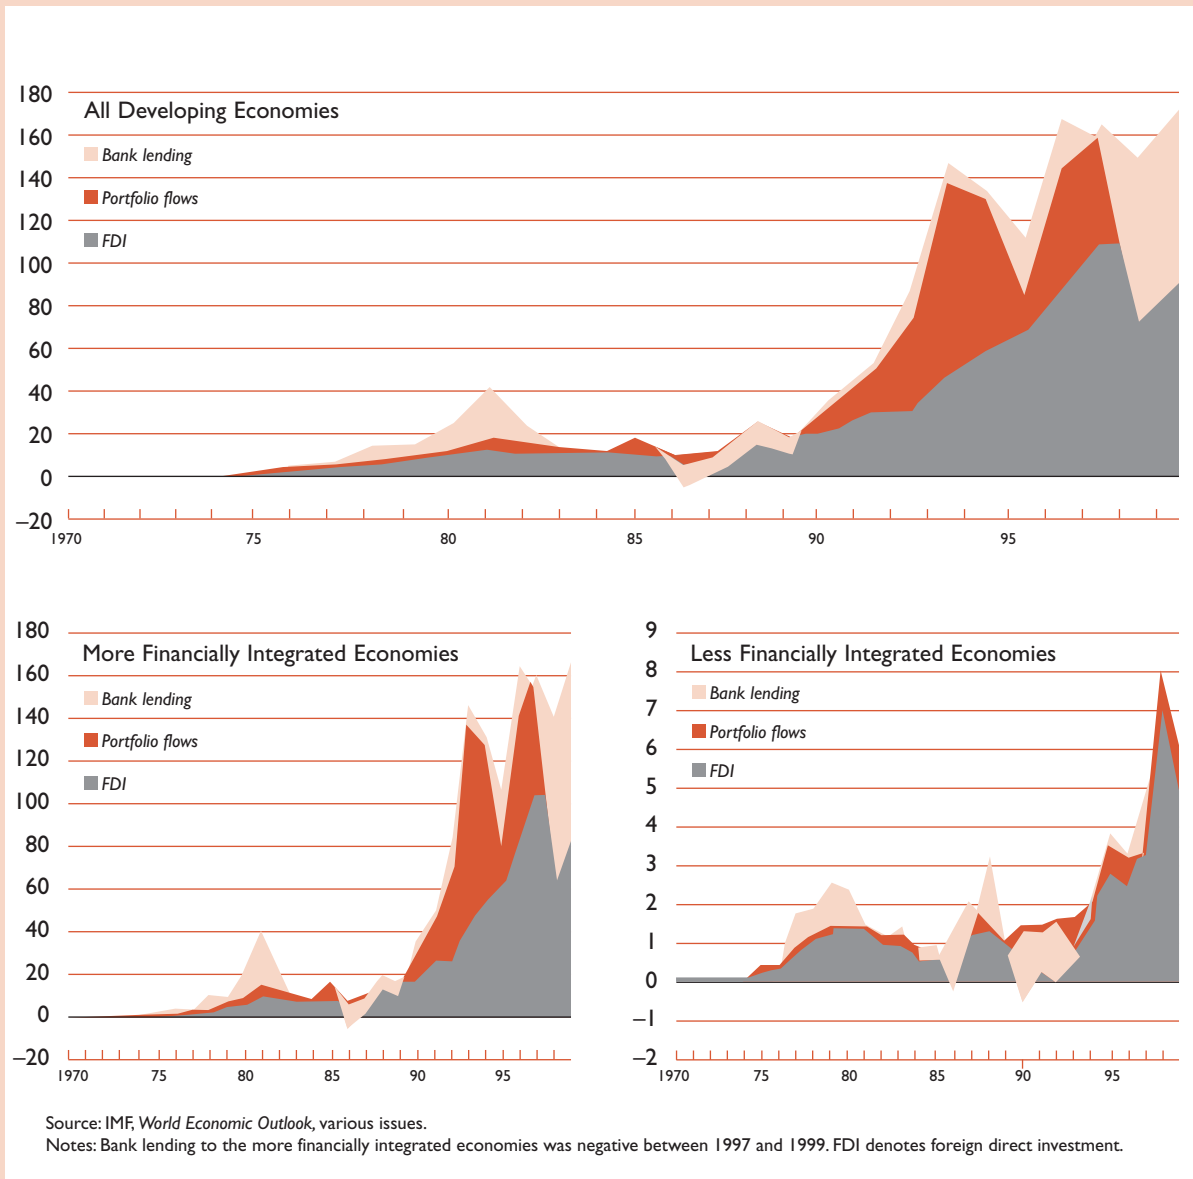 180
All Developing Economies
160
Bank lending
140
Portfolio flows
120
FDI
100
80
60
40
20
0
–20
1970 75 80 85 90 95
180
More Financially Integrated Economies
160
Bank lending
140
Portfolio flows
120
FDI
100
80
60
40
20
0
–20
1970 75 80 85 90 95
9
Less Financially Integrated Economies
8
Bank lending
7
Portfolio flows
6
FDI
5
4
3
2
1
0
–1
–2
1970 75 80 85 90 95
Source: IMF, World Economic Outlook, various issues.
Notes: Bank lending to the more financially integrated economies was negative between 1997 and 1999. FDI denotes foreign direct investment.